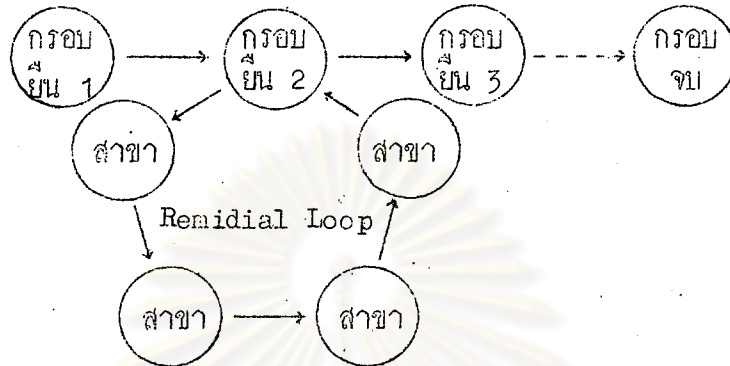 กรอบ
ยืน 1
กรอบ
ยืน 2
กรอบ
ยืน 3
กรอบ
จบ
สาขา
สาขา
Remidial Loop
สาขา
สาขา